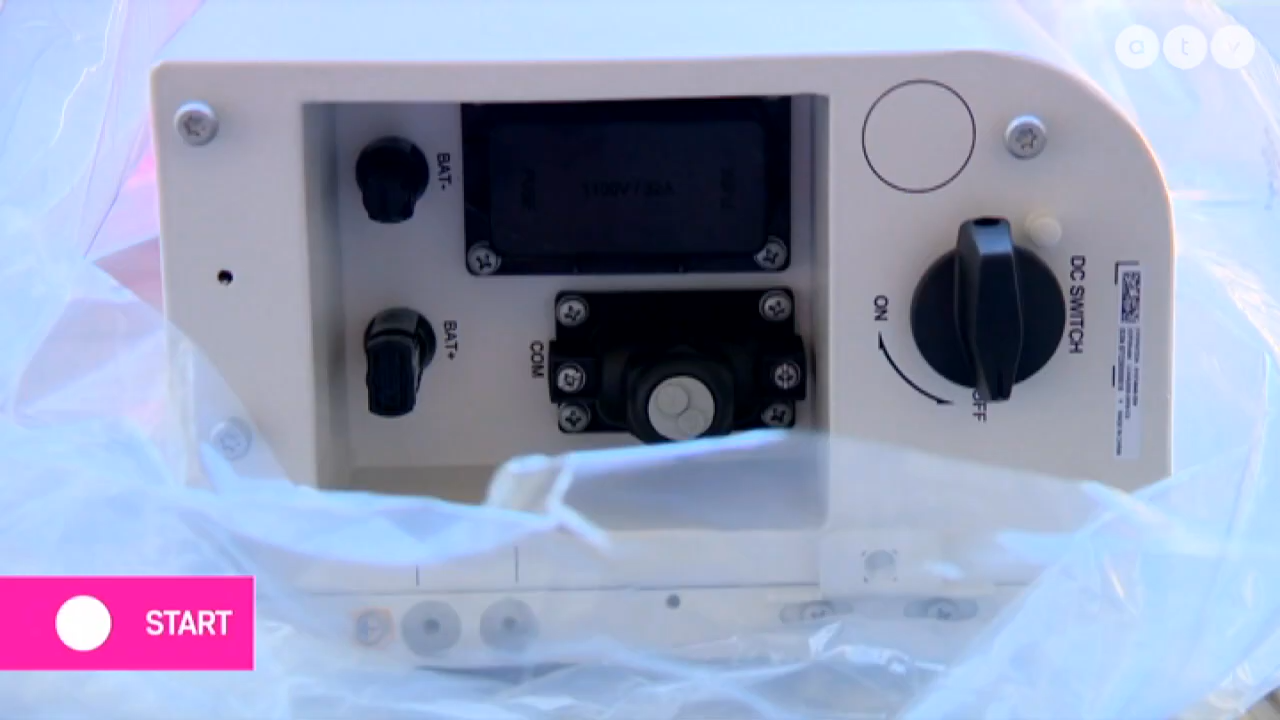 atv
BAT-
1100V / 32A
DC SWITCH
ON
BAT+
COM
OFF
START